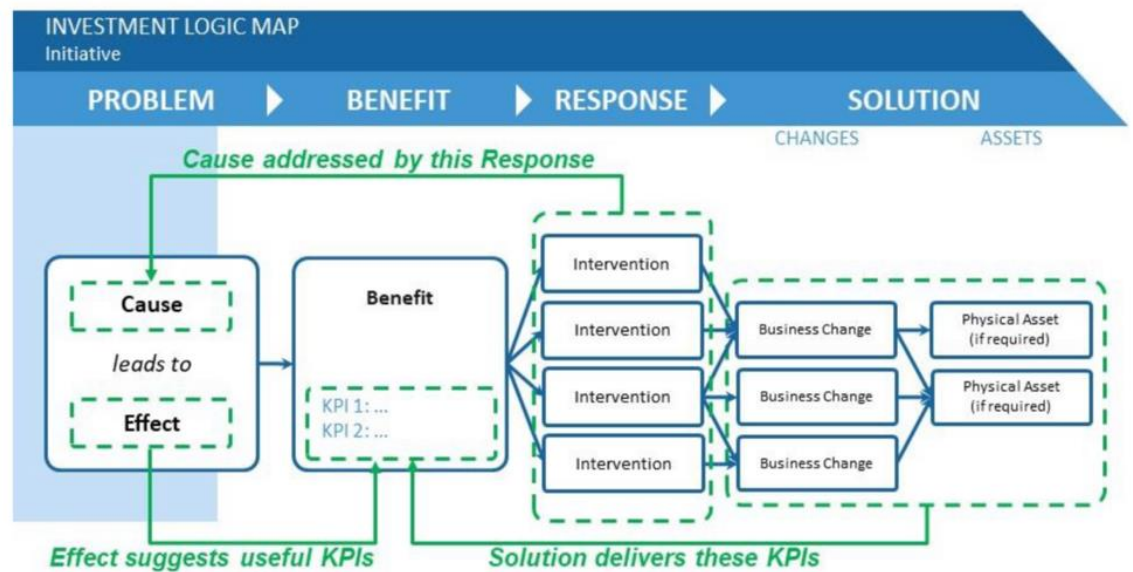 INVESTMENT LOGIC MAP
Initiative
PROBLEM
BENEFIT
RESPONSE
SOLUTION
CHANGES
ASSETS
Cause addressed by this Response
Cause
leads to
Effect
Benefit
KPI 1: ...
KPI 2: ...
Intervention
Intervention
Intervention
Intervention
Business Change
Business Change
Business Change
Physical Asset
(if required)
Physical Asset
(if required)
Effect suggests useful KPIs
Solution delivers these KPIs